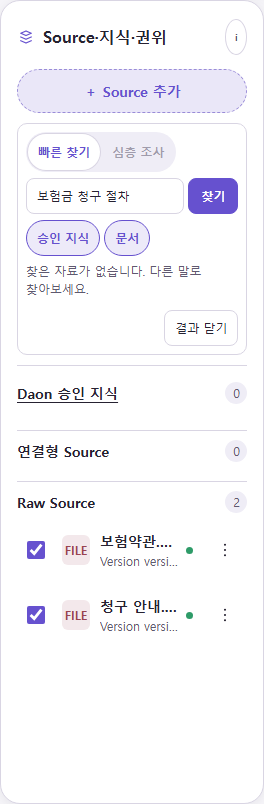 Source·지식·권위
i
+ Source 추가
빠른 찾기 심층 조사
보험금 청구 절차 찾기
승인 지식 문서
찾은 자료가 없습니다. 다른 말로
찾아보세요.
결과 닫기
Daon 승인 지식 0
연결형 Source 0
Raw Source 2
FILE 보험약관.... 
Version versi...
FILE 청구 안내....
Version versi...